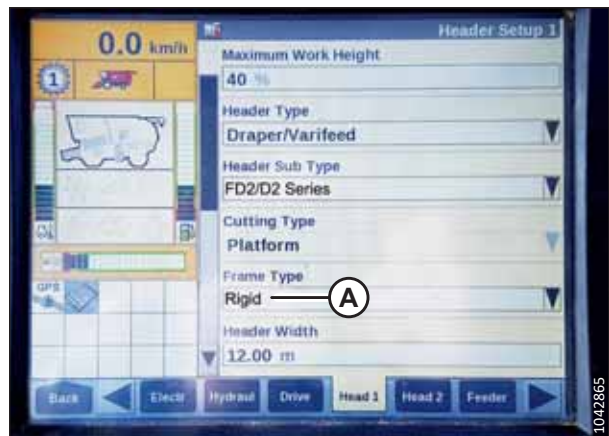 0.0 km/h
Header Setup 1
Maximum Work Height
40 %
1
Header Type
Draper/Varifeed
Header Sub Type
FD2/D2 Series
Cutting Type
Platform
Frame Type
Rigid
A
GPS
Header Width
12.00 m
Back
Electr
Hydraul
Drive
Head 1
Head 2
Feeder
1042865